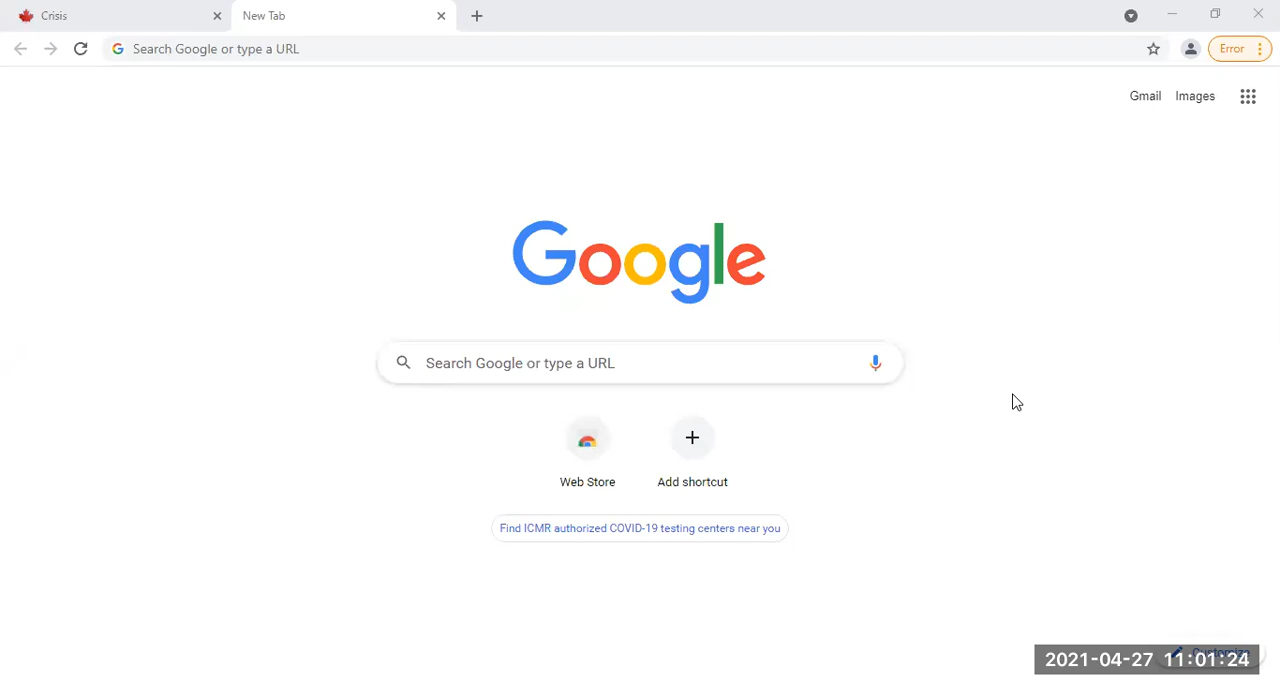 Crisis
New Tab
Search Google or type a URL
Error
Gmail Images
Google
Search Google or type a URL
Web Store Add shortcut
Find ICMR authorized COVID-19 testing centers near you
Customize
2021-04-27 11:01:24